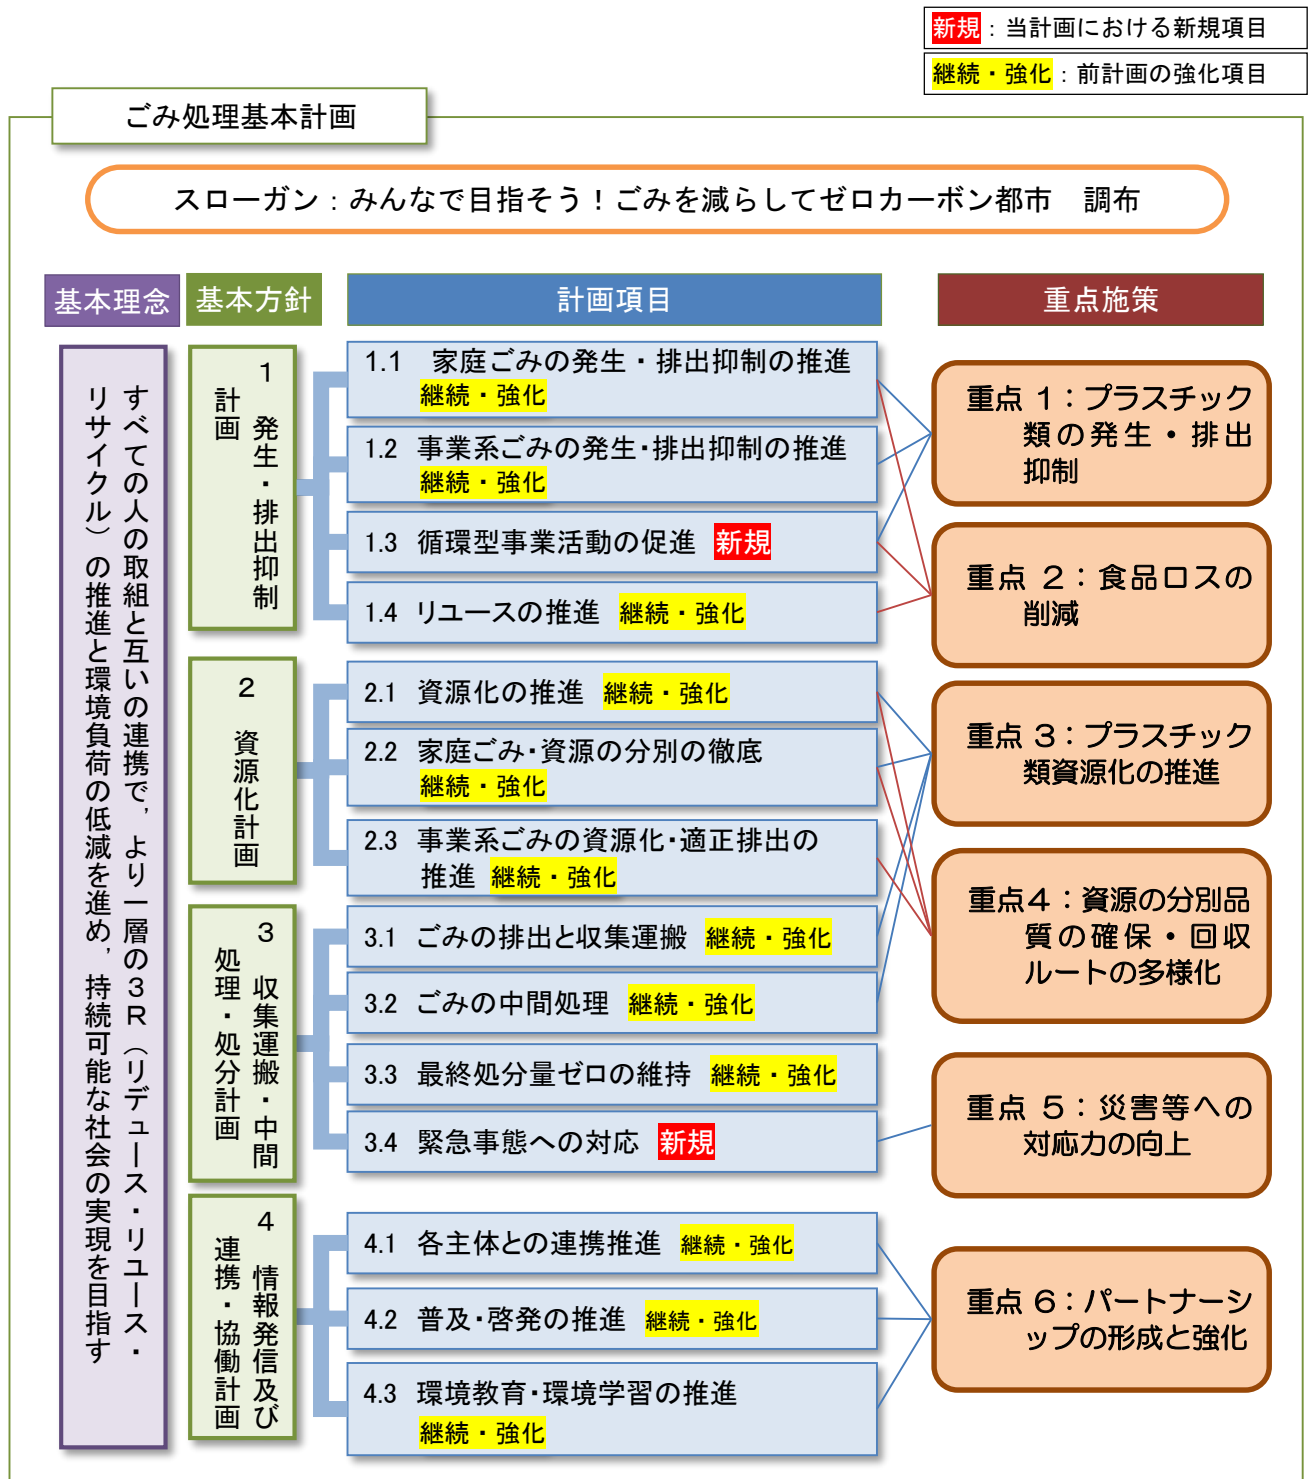 新規：当計画における新規項目
継続・強化：前計画の強化項目
ごみ処理基本計画
スローガン：みんなで目指そう！ごみを減らしてゼロカーボン都市　調布
基本理念
基本方針
計画項目
重点施策
すべての人の取組と互いの連携で，より一層の３Ｒ（リデュース・リユース・
リサイクル）の推進と環境負荷の低減を進め，持続可能な社会の実現を目指す
1　発生・排出抑制
計画
1.1　家庭ごみの発生・排出抑制の推進
継続・強化
1.2 事業系ごみの発生・排出抑制の推進
継続・強化
1.3 循環型事業活動の促進 新規
1.4 リユースの推進 継続・強化
重点 1：プラスチック
類の発生・排出
抑制
重点 2：食品ロスの
削減
2　資源化計画
2.1 資源化の推進 継続・強化
2.2 家庭ごみ・資源の分別の徹底
継続・強化
2.3 事業系ごみの資源化・適正排出の
推進 継続・強化
重点 3：プラスチック
類資源化の推進
重点4：資源の分別品
質の確保・回収
ルートの多様化
3　収集運搬・中間
処理・処分計画
3.1 ごみの排出と収集運搬 継続・強化
3.2 ごみの中間処理 継続・強化
3.3 最終処分量ゼロの維持 継続・強化
3.4 緊急事態への対応 新規
重点 5：災害等への
対応力の向上
4　情報発信及び
連携・協働計画
4.1 各主体との連携推進 継続・強化
4.2 普及・啓発の推進 継続・強化
4.3 環境教育・環境学習の推進
継続・強化
重点 6：パートナーシ
ップの形成と強化